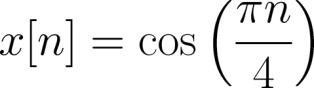 x[n] = cos(πn/4)